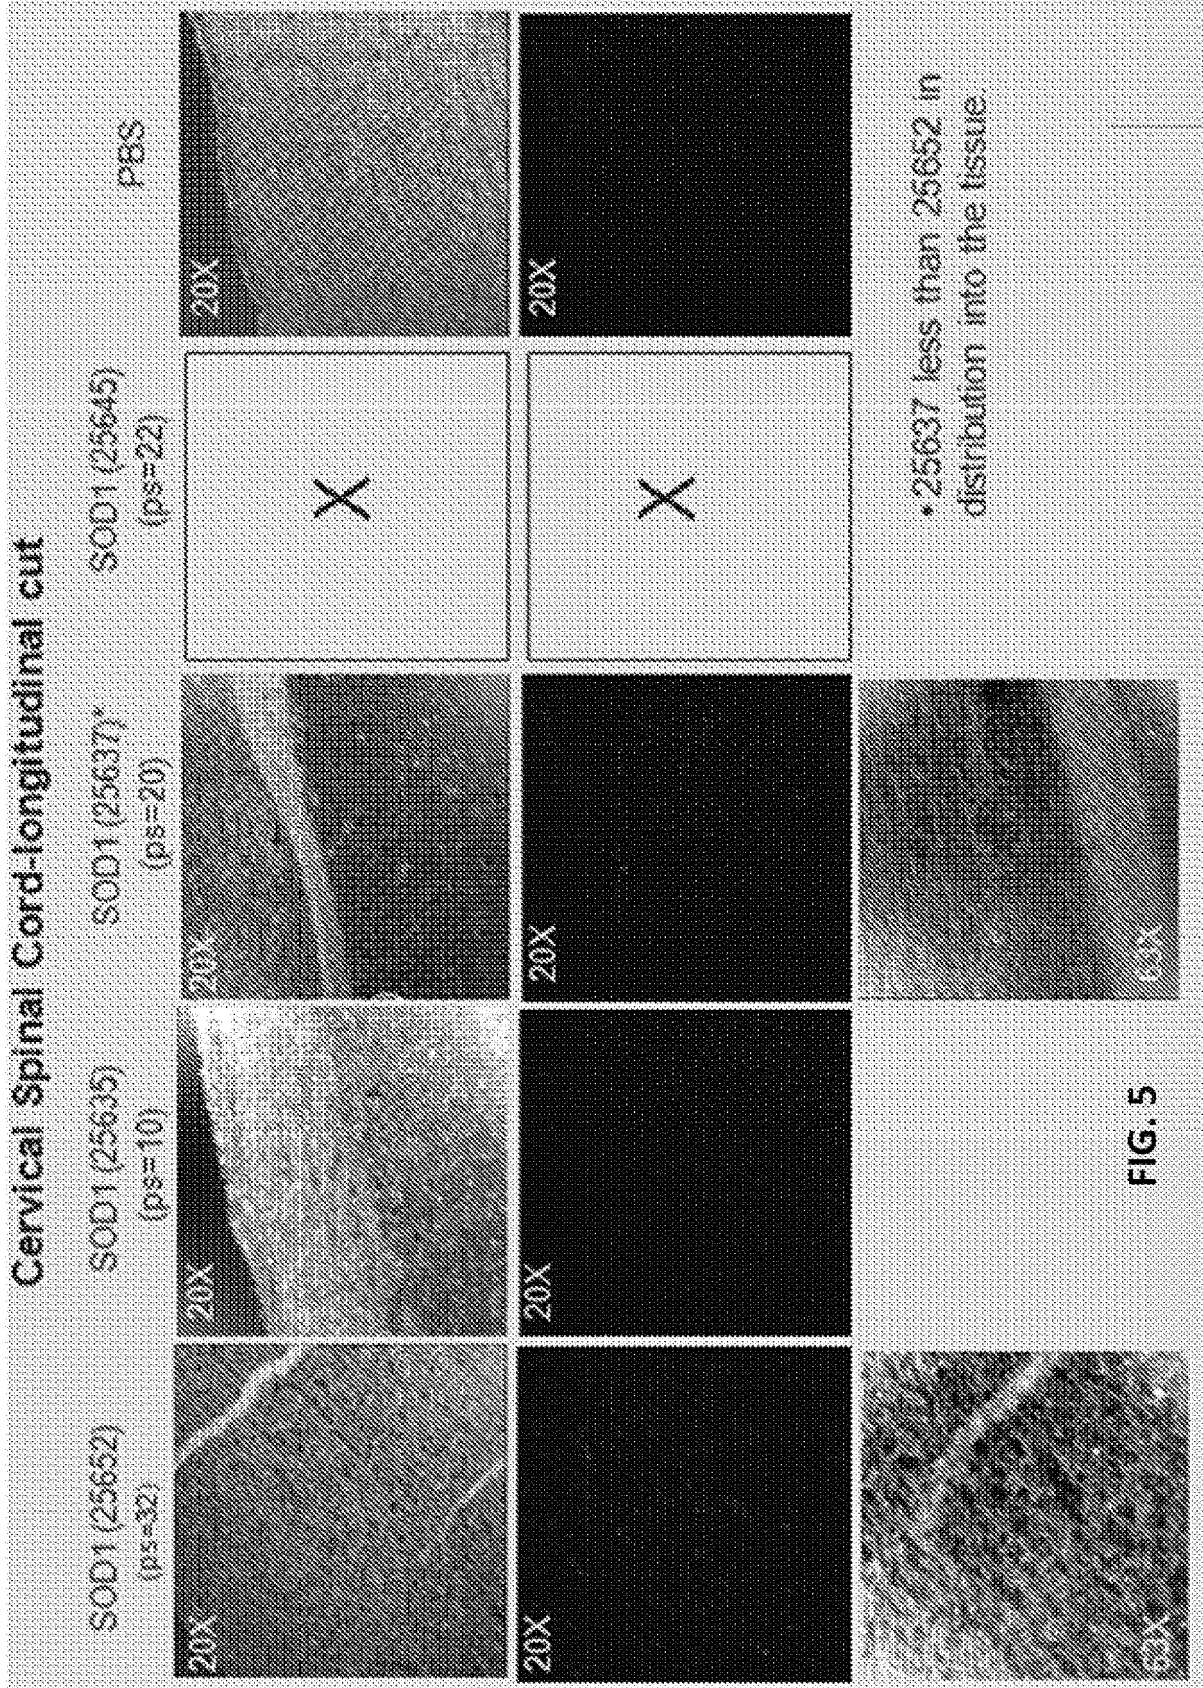 Cervical Spinal Cord-longitudinal cut
SOD1 (25652)
(ps=32)
SOD1 (25635)
(ps=10)
SOD1 (25637)*
(ps=20)
SOD1 (25645)
(ps=22)
PBS
20X
20X
20X
X
20X
20X
20X
20X
X
20X
63X
63X
• 25637 less than 25652 in
distribution into the tissue.
FIG. 5